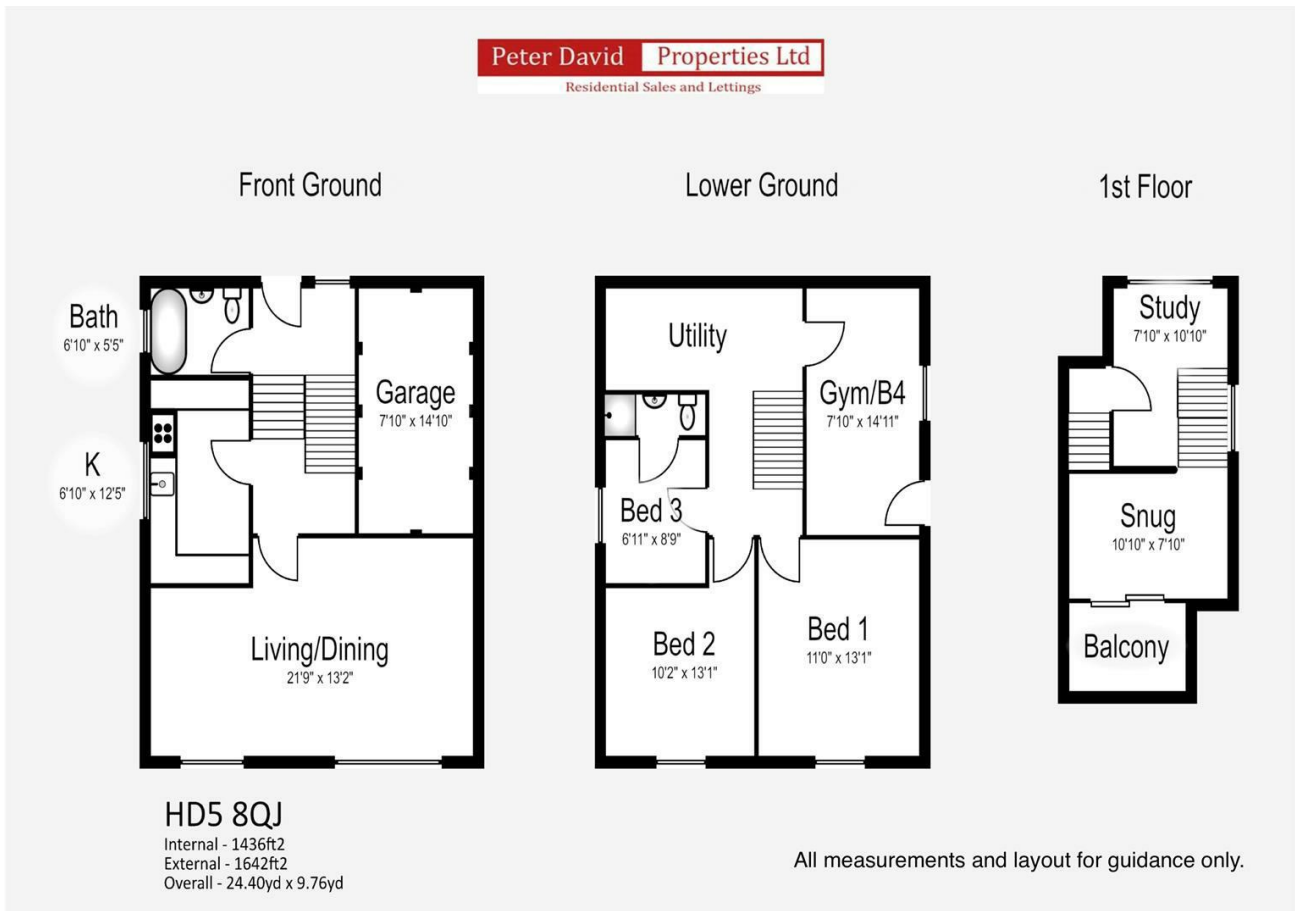 Peter David Properties Ltd
Residential Sales and Lettings
Front Ground
Lower Ground
1st Floor
Bath
6'10" x 5'5"
K
6'10" x 12'5"
Garage
7'10" x 14'10"
Living/Dining
21'9" x 13'2"
Utility
Gym/B4
7'10" x 14'11"
Bed 3
6'11" x 8'9"
Bed 2
10'2" x 13'1"
Bed 1
11'0" x 13'1"
Study
7'10" x 10'10"
Snug
10'10" x 7'10"
Balcony
HD5 8QJ
Internal - 1436ft2
External - 1642ft2
Overall - 24.40yd x 9.76yd
All measurements and layout for guidance only.